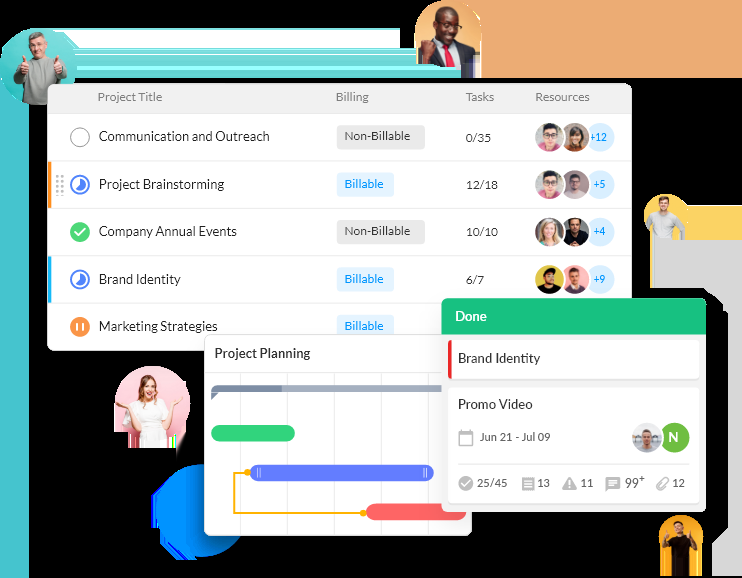 Project Title Billing Tasks Resources
Communication and Outreach Non-Billable 0/35 +12
Project Brainstorming Billable 12/18 +5
Company Annual Events Non-Billable 10/10 +4
Brand Identity Billable 6/7 +9
Marketing Strategies Billable
Project Planning
Done
Brand Identity
Promo Video
Jun 21 - Jul 09 N
25/45 13 11 99+ 12